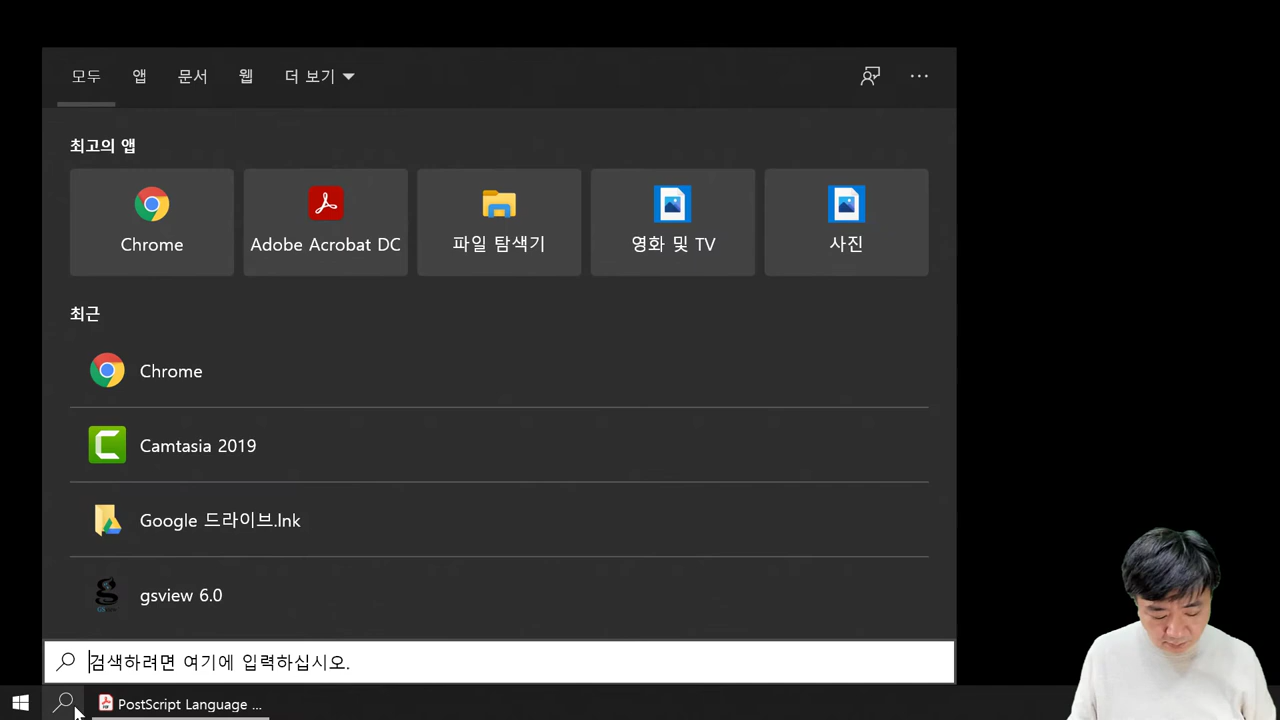 모두 앱 문서 웹 더 보기
최고의 앱
Chrome Adobe Acrobat DC 파일 탐색기 영화 및 TV 사진
최근
Chrome
Camtasia 2019
Google 드라이브.lnk
gsview 6.0
검색하려면 여기에 입력하십시오.
PostScript Language ...